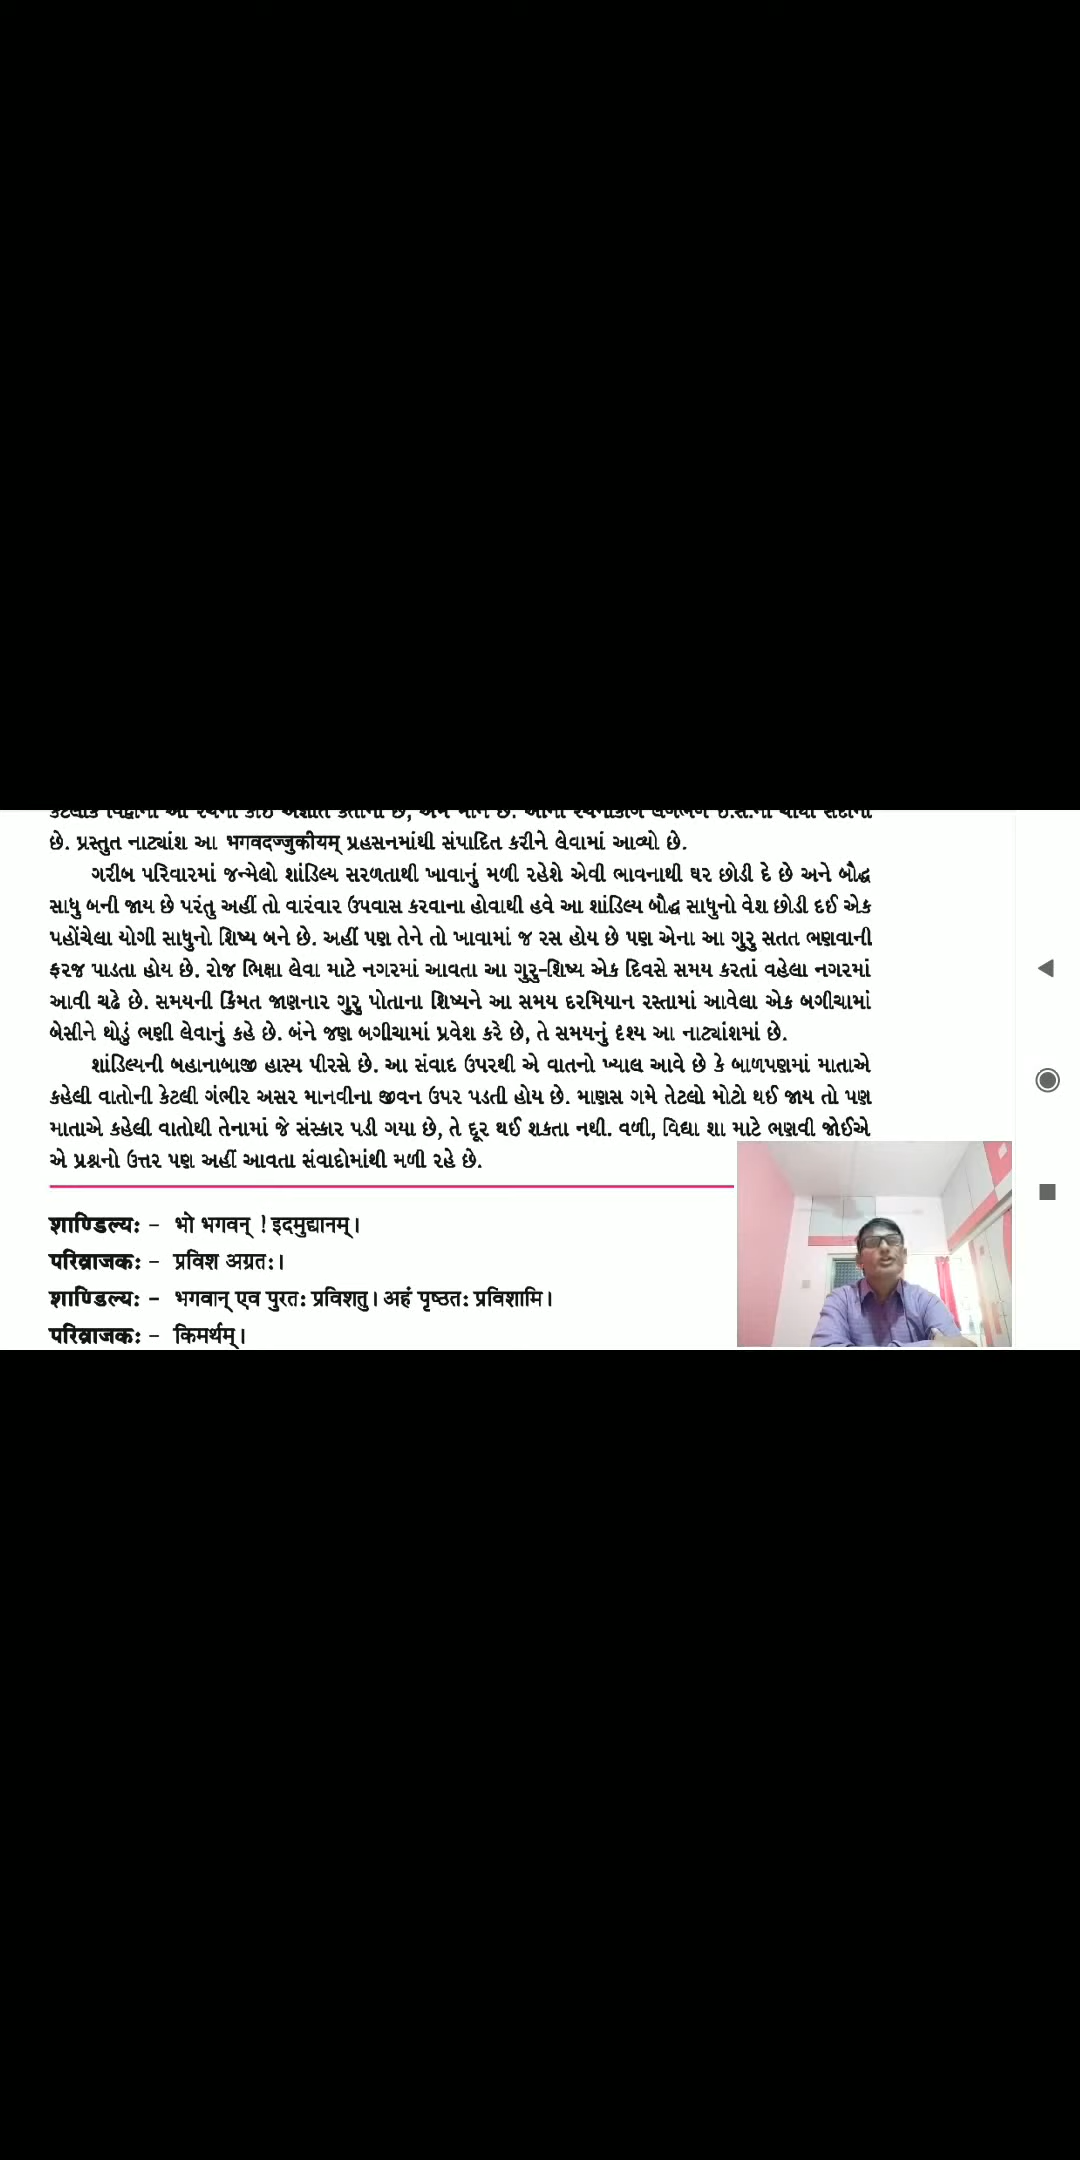 છે. પ્રસ્તુત નાટ્યાંશ આ भगवदज्जुकीयम् પ્રહસનમાંથી સંપાદિત કરીને લેવામાં આવ્યો છે.
ગરીબ પરિવારમાં જન્મેલો શાંડિલ્ય સરળતાથી ખાવાનું મળી રહેશે એવી ભાવનાથી ઘર છોડી દે છે અને બૌદ્ધ
સાધુ બની જાય છે પરંતુ અહીં તો વારંવાર ઉપવાસ કરવાના હોવાથી હવે આ શાંડિલ્ય બૌદ્ધ સાધુનો વેશ છોડી દઈ એક
પહોંચેલા યોગી સાધુનો શિષ્ય બને છે. અહીં પણ તેને તો ખાવામાં જ રસ હોય છે પણ એના આ ગુરુ સતત ભણવાની
ફરજ પાડતા હોય છે. રોજ ભિક્ષા લેવા માટે નગરમાં આવતા આ ગુરુ-શિષ્ય એક દિવસે સમય કરતાં વહેલા નગરમાં
આવી ચઢે છે. સમયની કિંમત જાણનાર ગુરુ પોતાના શિષ્યને આ સમય દરમિયાન રસ્તામાં આવેલા એક બગીચામાં
બેસીને થોડું ભણી લેવાનું કહે છે. બંને જણ બગીચામાં પ્રવેશ કરે છે, તે સમયનું દૃશ્ય આ નાટ્યાંશમાં છે.
શાંડિલ્યની બહાનાબાજી હાસ્ય પીરસે છે. આ સંવાદ ઉપરથી એ વાતનો ખ્યાલ આવે છે કે બાળપણમાં માતાએ
કહેલી વાતોની કેટલી ગંભીર અસર માનવીના જીવન ઉપર પડતી હોય છે. માણસ ગમે તેટલો મોટો થઈ જાય તો પણ
માતાએ કહેલી વાતોથી તેનામાં જે સંસ્કાર પડી ગયા છે, તે દૂર થઈ શકતા નથી. વળી, વિદ્યા શા માટે ભણવી જોઈએ
એ પ્રશ્નનો ઉત્તર પણ અહીં આવતા સંવાદોમાંથી મળી રહે છે.
शाण्डिल्यः – भो भगवन् ! इदमुद्यानम् ।
परिव्राजकः – प्रविश अग्रतः ।
शाण्डिल्यः – भगवान् एव पुरतः प्रविशतु । अहं पृष्ठतः प्रविशामि ।
परिव्राजकः – किमर्थम् ।